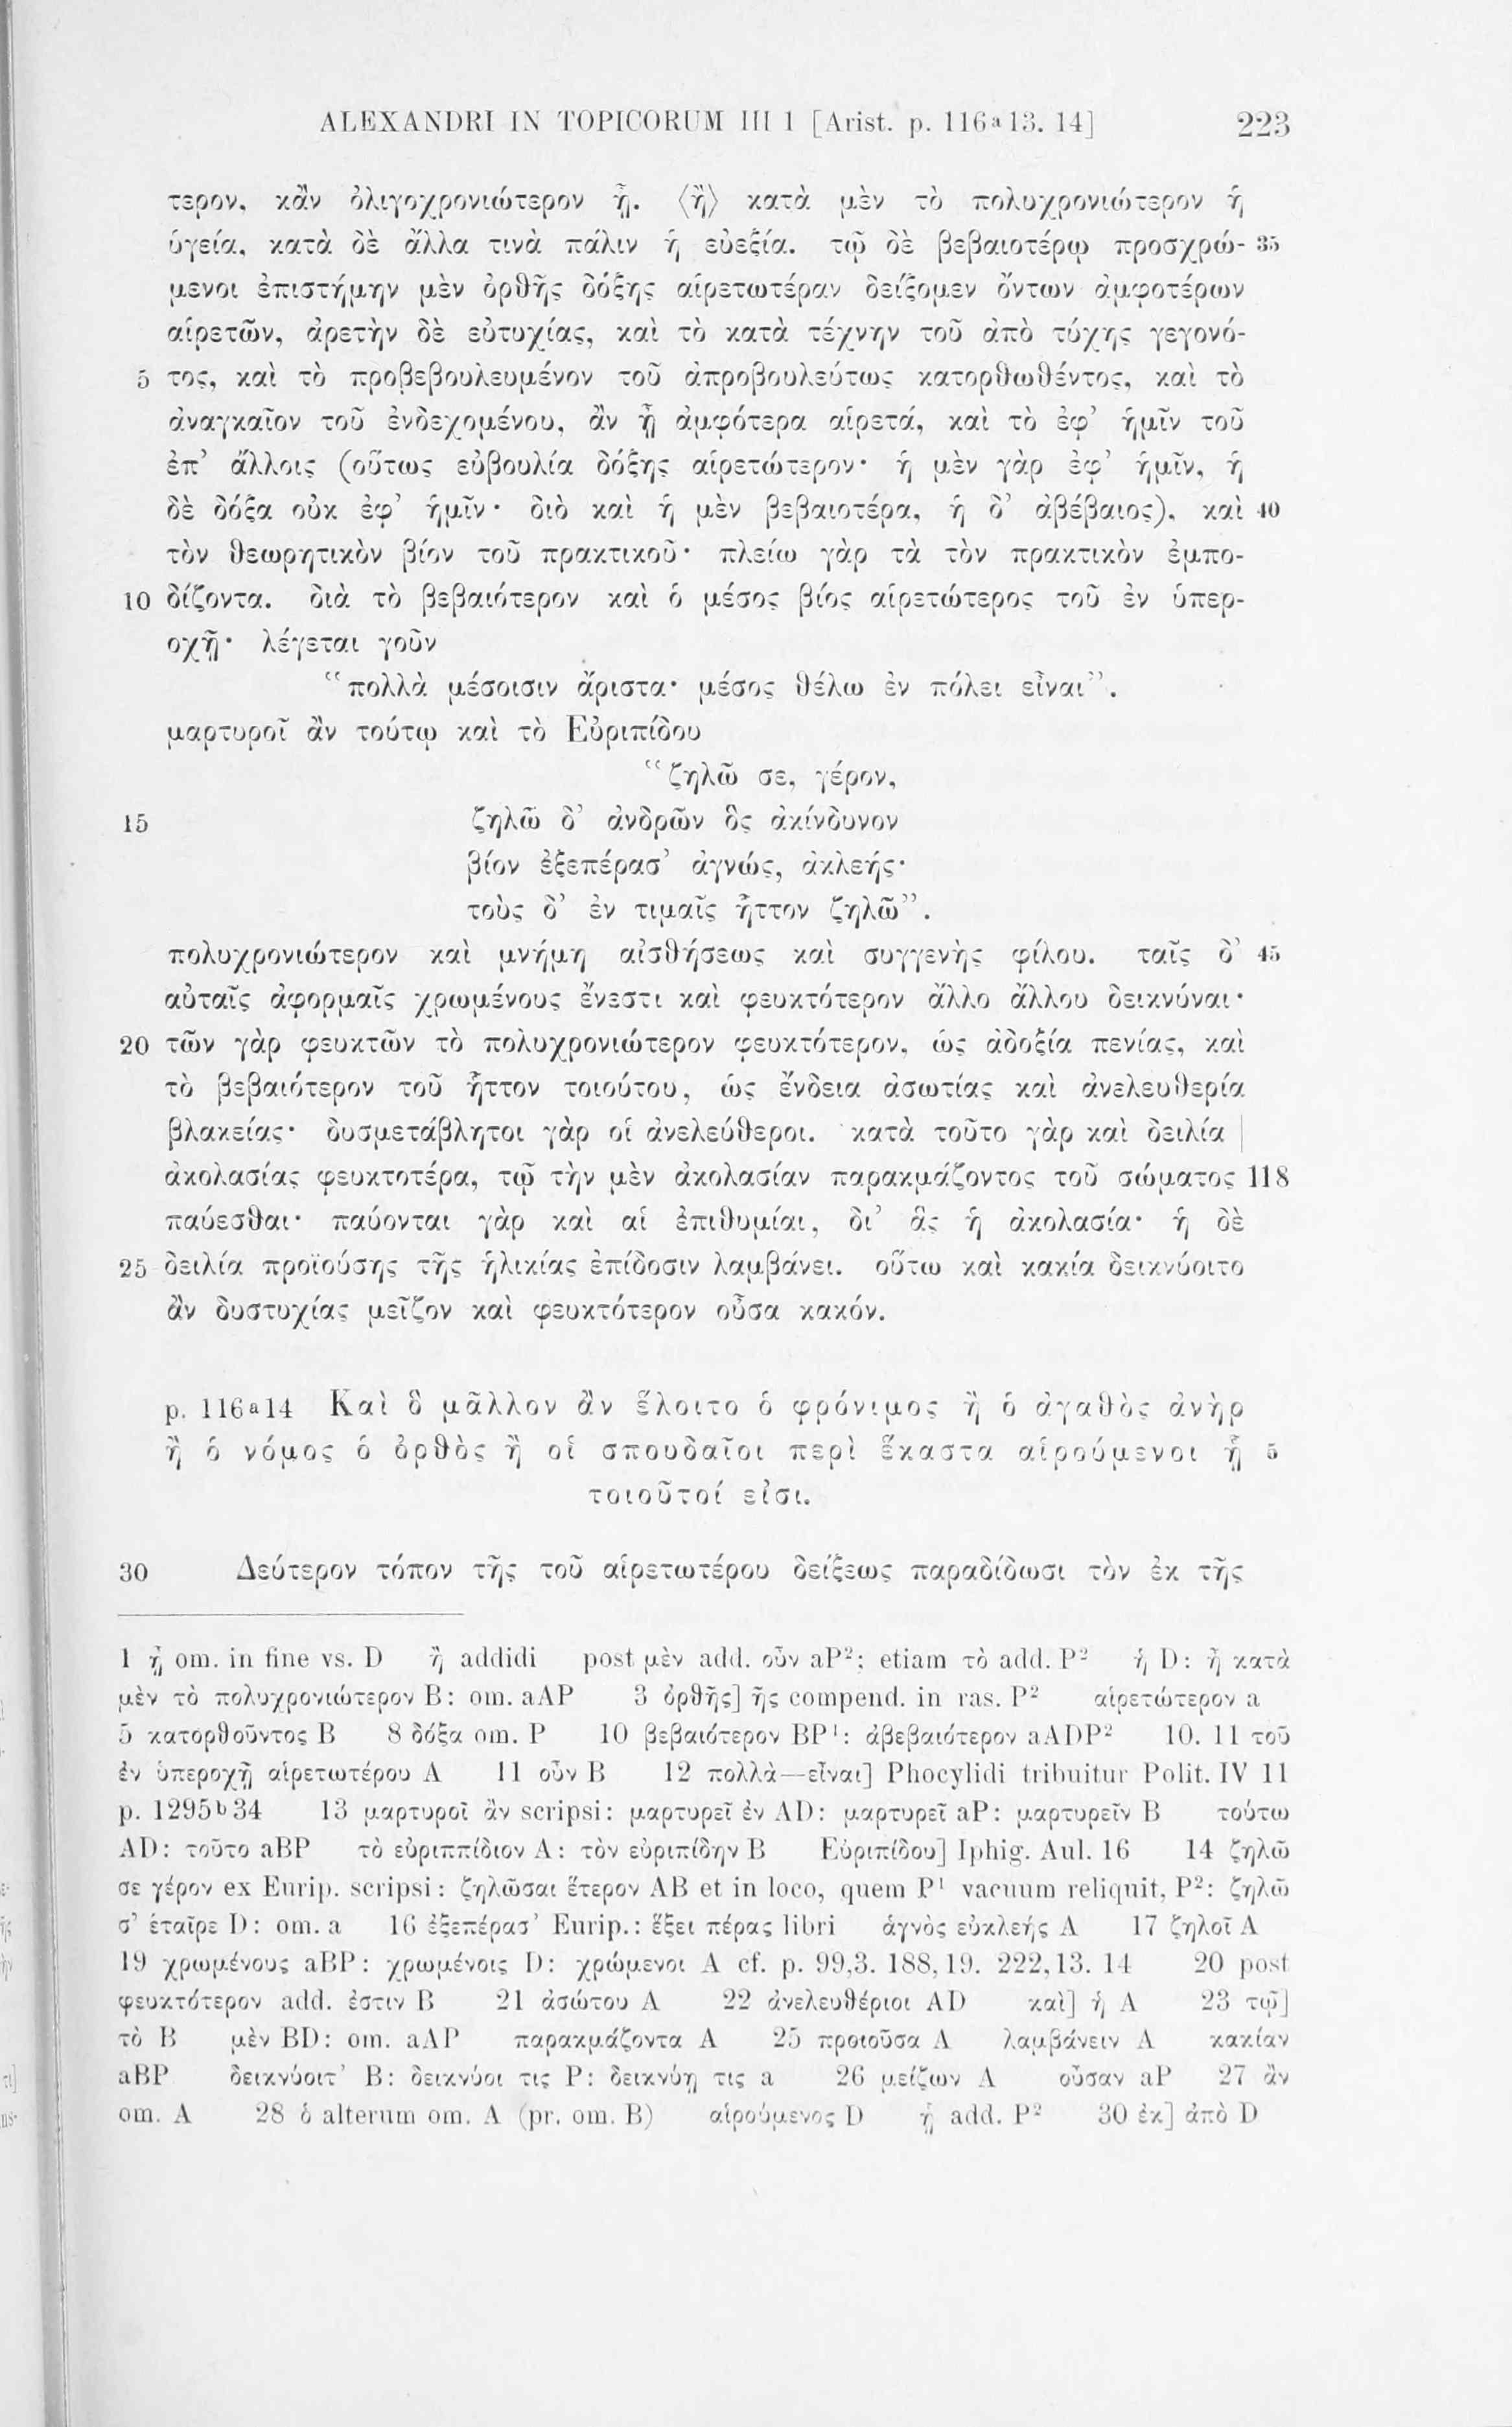 ALEXANDRI IN TOPICORUM III 1 [Arist. p. 116ᵃ13. 14] 223
τερον, κἂν ὀλιγοχρονιώτερον ᾖ. ⟨ἢ⟩ κατὰ μὲν τὸ πολυχρονιώτερον ἡ
ὑγεία, κατὰ δὲ ἄλλα τινὰ πάλιν ἡ εὐεξία. τῷ δὲ βεβαιοτέρῳ προσχρώ- 35
μενοι ἐπιστήμην μὲν ὀρθῆς δόξης αἱρετωτέραν δείξομεν ὄντων ἀμφοτέρων
αἱρετῶν, ἀρετὴν δὲ εὐτυχίας, καὶ τὸ κατὰ τέχνην τοῦ ἀπὸ τύχης γεγονό-
5 τος, καὶ τὸ προβεβουλευμένον τοῦ ἀπροβουλεύτως κατορθωθέντος, καὶ τὸ
ἀναγκαῖον τοῦ ἐνδεχομένου, ἂν ᾖ ἀμφότερα αἱρετά, καὶ τὸ ἐφ’ ἡμῖν τοῦ
ἐπ’ ἄλλοις (οὕτως εὐβουλία δόξης αἱρετώτερον· ἡ μὲν γὰρ ἐφ’ ἡμῖν, ἡ
δὲ δόξα οὐκ ἐφ’ ἡμῖν· διὸ καὶ ἡ μὲν βεβαιοτέρα, ἡ δ’ ἀβέβαιος), καὶ 40
τὸν θεωρητικὸν βίον τοῦ πρακτικοῦ· πλείω γὰρ τὰ τὸν πρακτικὸν ἐμπο-
10 δίζοντα. διὰ τὸ βεβαιότερον καὶ ὁ μέσος βίος αἱρετώτερος τοῦ ἐν ὑπερ-
οχῇ· λέγεται γοῦν
“πολλὰ μέσοισιν ἄριστα· μέσος θέλω ἐν πόλει εἶναι”.
μαρτυροῖ ἂν τούτῳ καὶ τὸ Εὐριπίδου
“ζηλῶ σε, γέρον,
15 ζηλῶ δ’ ἀνδρῶν ὃς ἀκίνδυνον
βίον ἐξεπέρασ’ ἀγνώς, ἀκλεής·
τοὺς δ’ ἐν τιμαῖς ἧττον ζηλῶ”.
πολυχρονιώτερον καὶ μνήμη αἰσθήσεως καὶ συγγενὴς φίλου. ταῖς δ’ 45
αὐταῖς ἀφορμαῖς χρωμένους ἔνεστι καὶ φευκτότερον ἄλλο ἄλλου δεικνύναι·
20 τῶν γὰρ φευκτῶν τὸ πολυχρονιώτερον φευκτότερον, ὡς ἀδοξία πενίας, καὶ
τὸ βεβαιότερον τοῦ ἧττον τοιούτου, ὡς ἔνδεια ἀσωτίας καὶ ἀνελευθερία
βλακείας· δυσμετάβλητοι γὰρ οἱ ἀνελεύθεροι. κατὰ τοῦτο γὰρ καὶ δειλία |
ἀκολασίας φευκτοτέρα, τῷ τὴν μὲν ἀκολασίαν παρακμάζοντος τοῦ σώματος 118
παύεσθαι· παύονται γὰρ καὶ αἱ ἐπιθυμίαι, δι’ ἃς ἡ ἀκολασία· ἡ δὲ
25 δειλία προϊούσης τῆς ἡλικίας ἐπίδοσιν λαμβάνει. οὕτω καὶ κακία δεικνύοιτο
ἂν δυστυχίας μεῖζον καὶ φευκτότερον οὖσα κακόν.
p. 116ᵃ14 Καὶ ὃ μᾶλλον ἂν ἕλοιτο ὁ φρόνιμος ἢ ὁ ἀγαθὸς ἀνὴρ
ἢ ὁ νόμος ὁ ὀρθὸς ἢ οἱ σπουδαῖοι περὶ ἕκαστα αἱρούμενοι ᾗ 5
τοιοῦτοί εἰσι.
30 Δεύτερον τόπον τῆς τοῦ αἱρετωτέρου δείξεως παραδίδωσι τὸν ἐκ τῆς
1 ᾖ om. in fine vs. D ἢ addidi post μὲν add. οὖν aP²; etiam τὸ add. P² ἡ D: ἢ κατὰ
μὲν τὸ πολυχρονιώτερον B: om. aAP 3 ὀρθῆς] ῆς compend. in ras. P² αἱρετώτερον a
5 κατορθοῦντος B 8 δόξα om. P 10 βεβαιότερον BP¹: ἀβεβαιότερον aADP² 10. 11 τοῦ
ἐν ὑπεροχῇ αἱρετωτέρου A 11 οὖν B 12 πολλὰ—εἶναι] Phocylidi tribuitur Polit. IV 11
p. 1295ᵇ34 13 μαρτυροῖ ἂν scripsi: μαρτυρεῖ ἐν AD: μαρτυρεῖ aP: μαρτυρεῖν B τούτω
AD: τοῦτο aBP τὸ εὐριππίδιον A: τὸν εὐριπίδην B Εὐριπίδου] Iphig. Aul. 16 14 ζηλῶ
σε γέρον ex Eurip. scripsi: ζηλῶσαι ἕτερον AB et in loco, quem P¹ vacuum reliquit, P²: ζηλῶ
σ’ ἑταῖρε D: om. a 16 ἐξεπέρασ’ Eurip.: ἕξει πέρας libri ἁγνὸς εὐκλεής A 17 ζηλοῖ A
19 χρωμένους aBP: χρωμένοις D: χρώμενοι A cf. p. 99,3. 188,19. 222,13. 14 20 post
φευκτότερον add. ἐστιν B 21 ἀσώτου A 22 ἀνελευθέριοι AD καὶ] ἡ A 23 τῷ]
τὸ B μὲν BD: om. aAP παρακμάζοντα A 25 προιοῦσα A λαμβάνειν A κακίαν
aBP δεικνύοιτ’ B: δεικνύοι τις P: δεικνύῃ τις a 26 μείζων A οὖσαν aP 27 ἂν
om. A 28 ὁ alterum om. A (pr. om. B) αἱρούμενος D ᾗ add. P² 30 ἐκ] ἀπὸ D